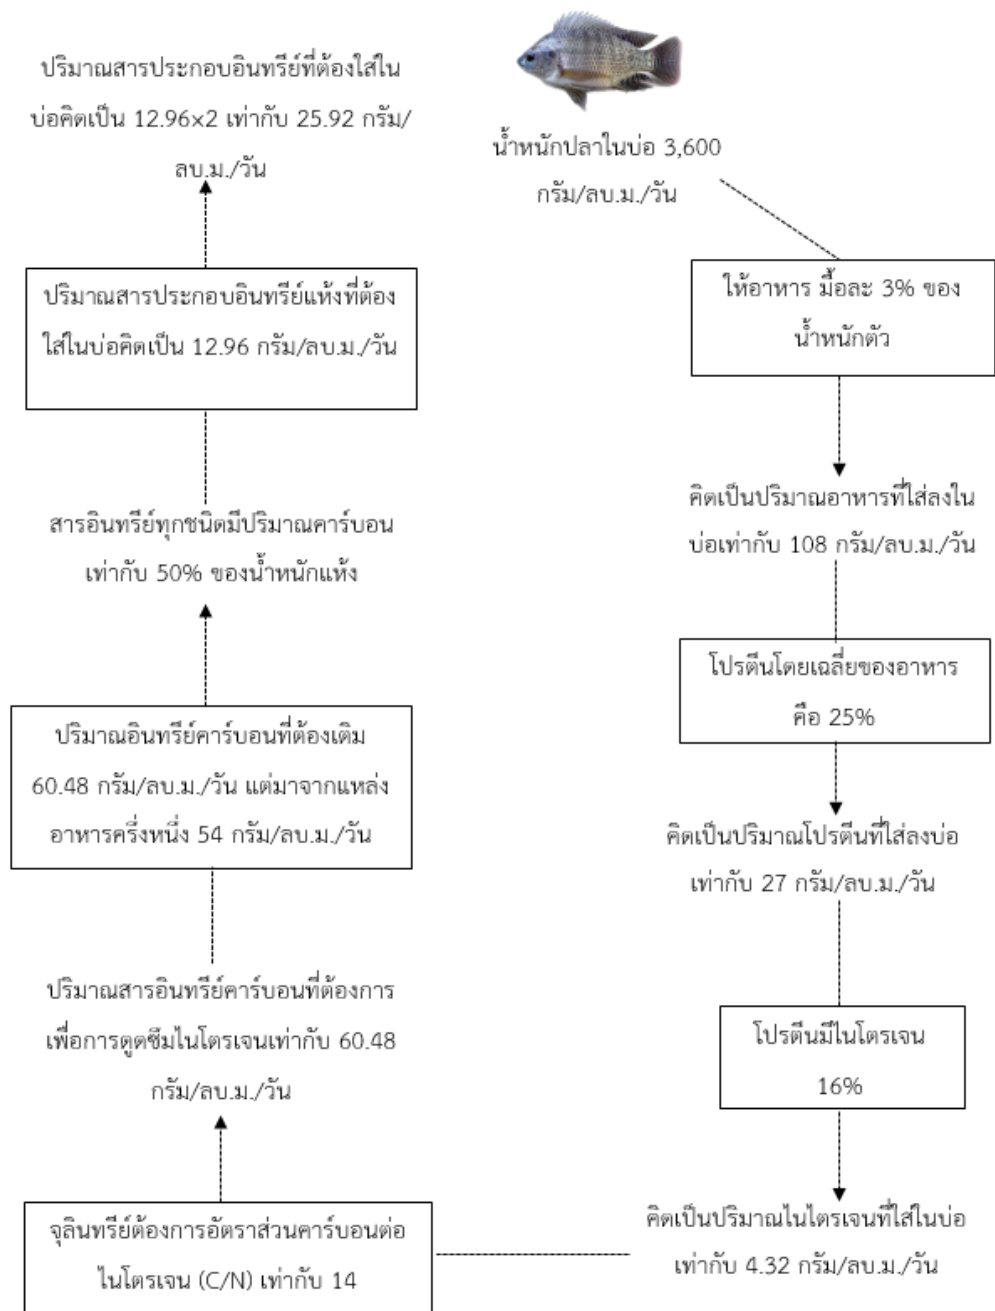 น้ำหนักปลาในบ่อ 3,600
กรัม/ลบ.ม./วัน
ให้อาหาร มื้อละ 3% ของ
น้ำหนักตัว
คิดเป็นปริมาณอาหารที่ใส่ลงใน
บ่อเท่ากับ 108 กรัม/ลบ.ม./วัน
โปรตีนโดยเฉลี่ยของอาหาร
คือ 25%
คิดเป็นปริมาณโปรตีนที่ใส่ลงบ่อ
เท่ากับ 27 กรัม/ลบ.ม./วัน
โปรตีนมีไนโตรเจน
16%
คิดเป็นปริมาณไนไตรเจนที่ใส่ในบ่อ
เท่ากับ 4.32 กรัม/ลบ.ม./วัน
จุลินทรีย์ต้องการอัตราส่วนคาร์บอนต่อ
ไนโตรเจน (C/N) เท่ากับ 14
ปริมาณสารอินทรีย์คาร์บอนที่ต้องการ
เพื่อการดูดซึมไนโตรเจนเท่ากับ 60.48
กรัม/ลบ.ม./วัน
ปริมาณอินทรีย์คาร์บอนที่ต้องเติม
60.48 กรัม/ลบ.ม./วัน แต่มาจากแหล่ง
อาหารครึ่งหนึ่ง 54 กรัม/ลบ.ม./วัน
สารอินทรีย์ทุกชนิดมีปริมาณคาร์บอน
เท่ากับ 50% ของน้ำหนักแห้ง
ปริมาณสารประกอบอินทรีย์แห้งที่ต้อง
ใส่ในบ่อคิดเป็น 12.96 กรัม/ลบ.ม./วัน
ปริมาณสารประกอบอินทรีย์ที่ต้องใส่ใน
บ่อคิดเป็น 12.96×2 เท่ากับ 25.92 กรัม/
ลบ.ม./วัน